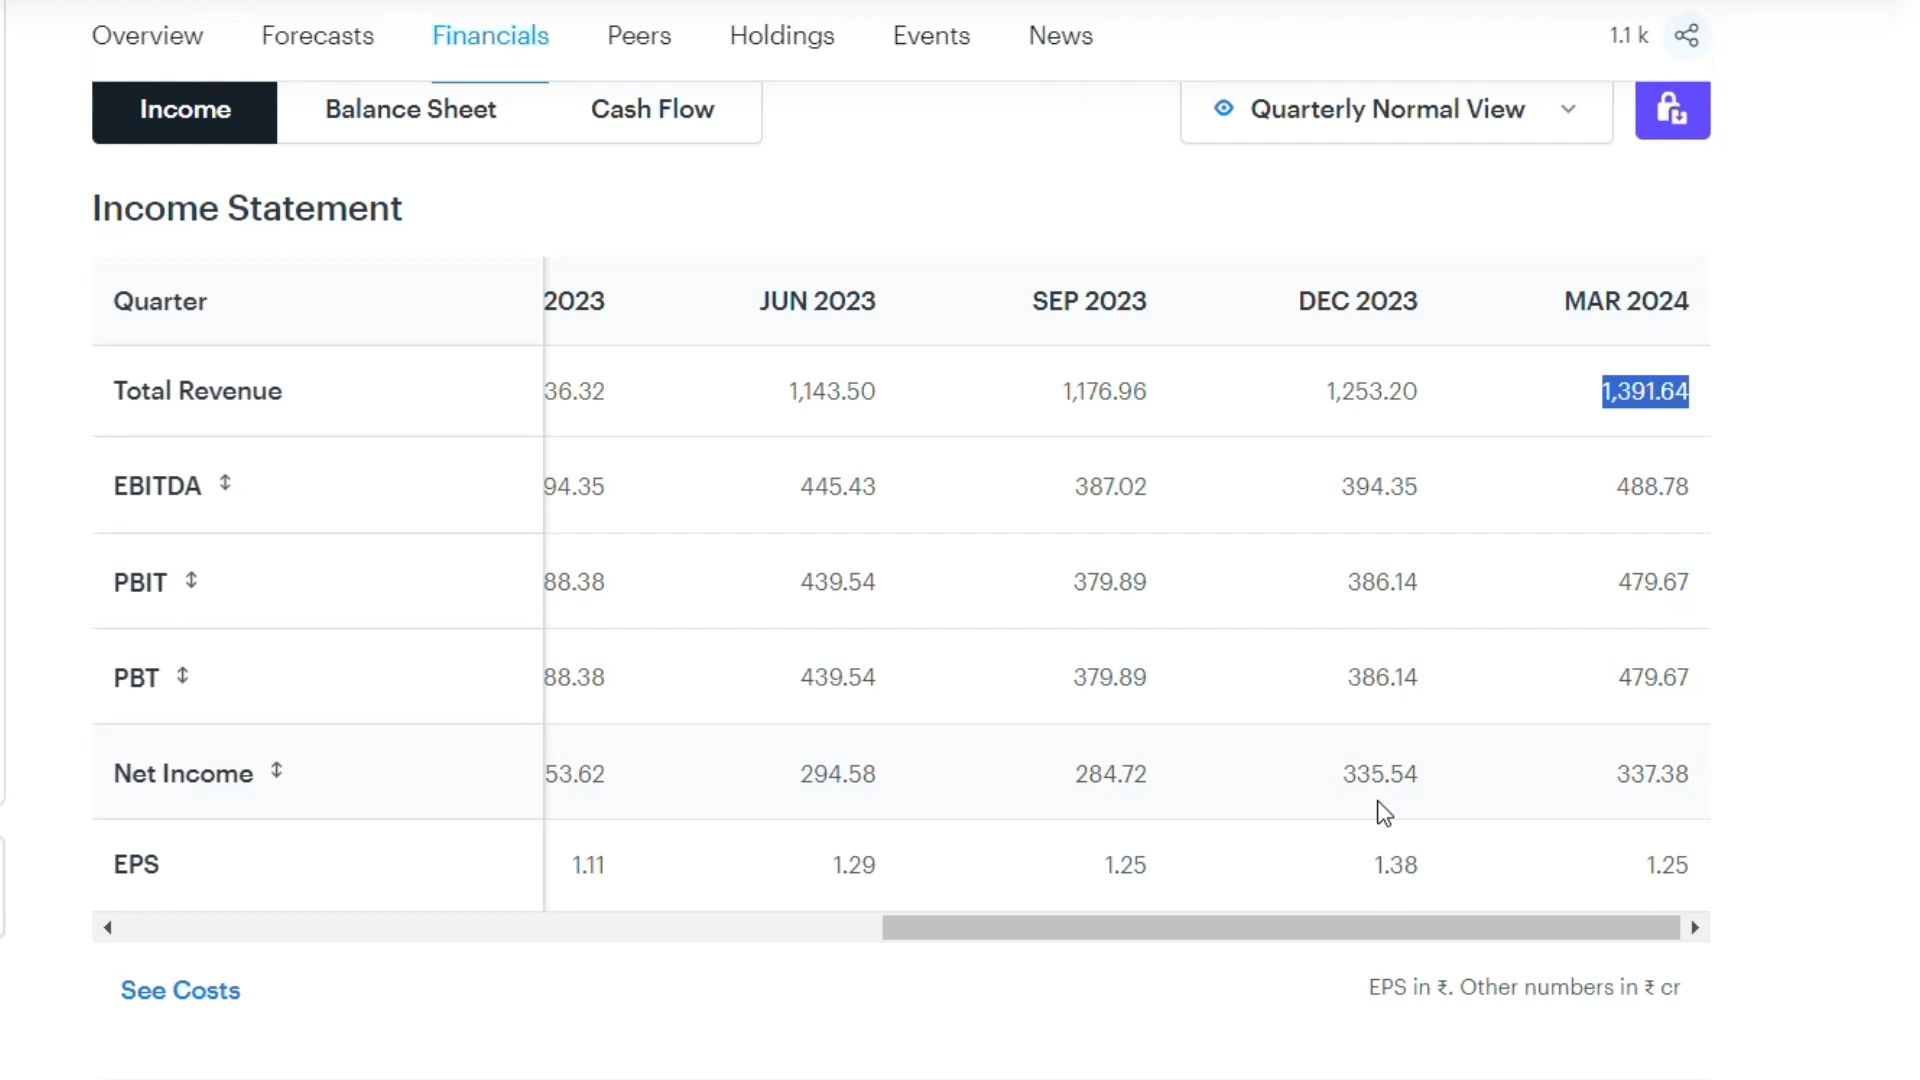 Overview Forecasts Financials Peers Holdings Events News 1.1 k
Income Balance Sheet Cash Flow Quarterly Normal View
Income Statement
Quarter 2023 JUN 2023 SEP 2023 DEC 2023 MAR 2024
Total Revenue 36.32 1,143.50 1,176.96 1,253.20 1,391.64
EBITDA 94.35 445.43 387.02 394.35 488.78
PBIT 88.38 439.54 379.89 386.14 479.67
PBT 88.38 439.54 379.89 386.14 479.67
Net Income 53.62 294.58 284.72 335.54 337.38
EPS 1.11 1.29 1.25 1.38 1.25
See Costs EPS in ₹. Other numbers in ₹ cr